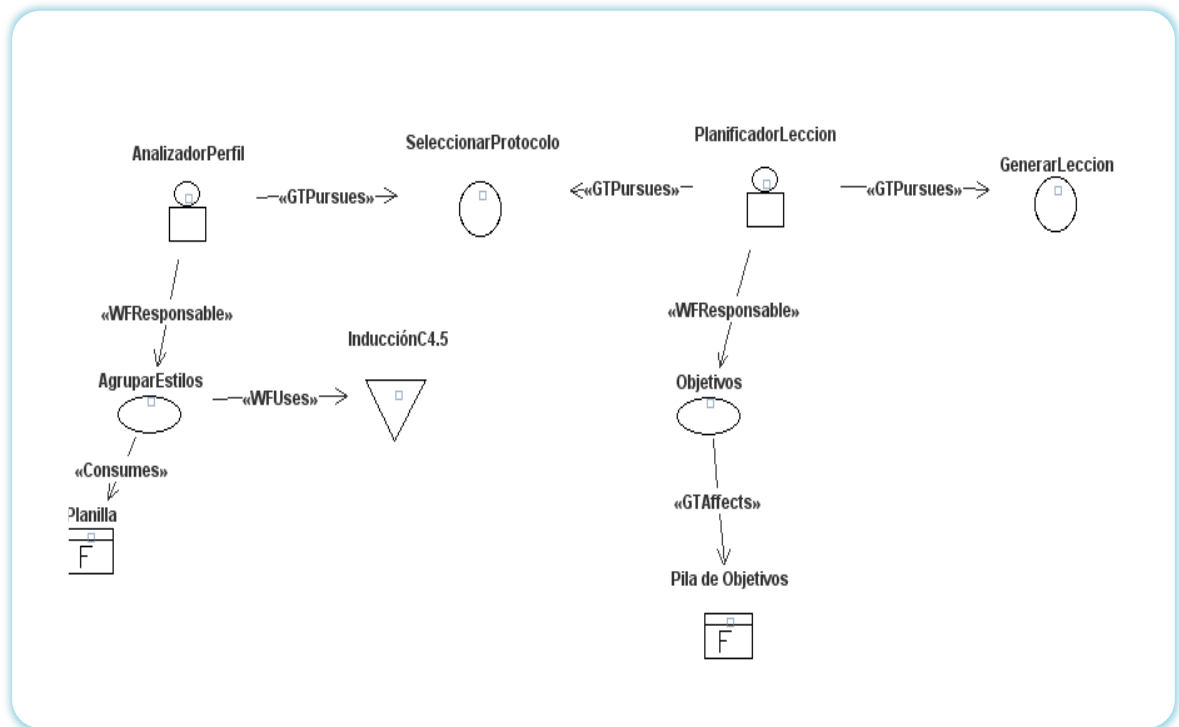 AnalizadorPerfil
SeleccionarProtocolo
PlanificadorLeccion
GenerarLeccion
«GTPursues»
«GTPursues»
«GTPursues»
«WFResponsable»
«WFResponsable»
InducciónC4.5
AgruparEstilos
«WFUses»
Objetivos
«Consumes»
Planilla
F
«GTAffects»
Pila de Objetivos
F